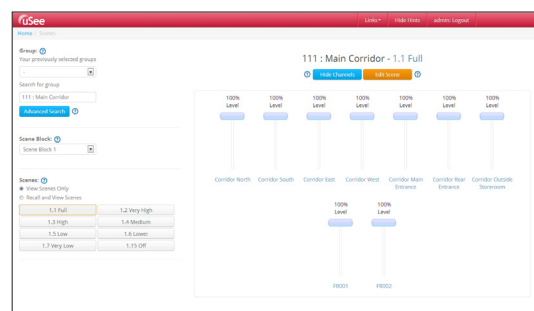 uSee
Links
Hide Hints
admin: Logout
Home / Scenes
Group:
Your previously selected groups
-
Search for group
111 : Main Corridor
Advanced Search
Scene Block:
Scene Block 1
Scenes:
View Scenes Only
Recall and View Scenes
1.1 Full 1.2 Very High
1.3 High 1.4 Medium
1.5 Low 1.6 Lower
1.7 Very Low 1.15 Off
111 : Main Corridor - 1.1 Full
Hide Channels Edit Scene
100% 100% 100% 100% 100% 100% 100%
Level Level Level Level Level Level Level
Corridor North Corridor South Corridor East Corridor West Corridor Main Corridor Rear Corridor Outside
Entrance Entrance Storeroom
100% 100%
Level Level
FB001 FB002